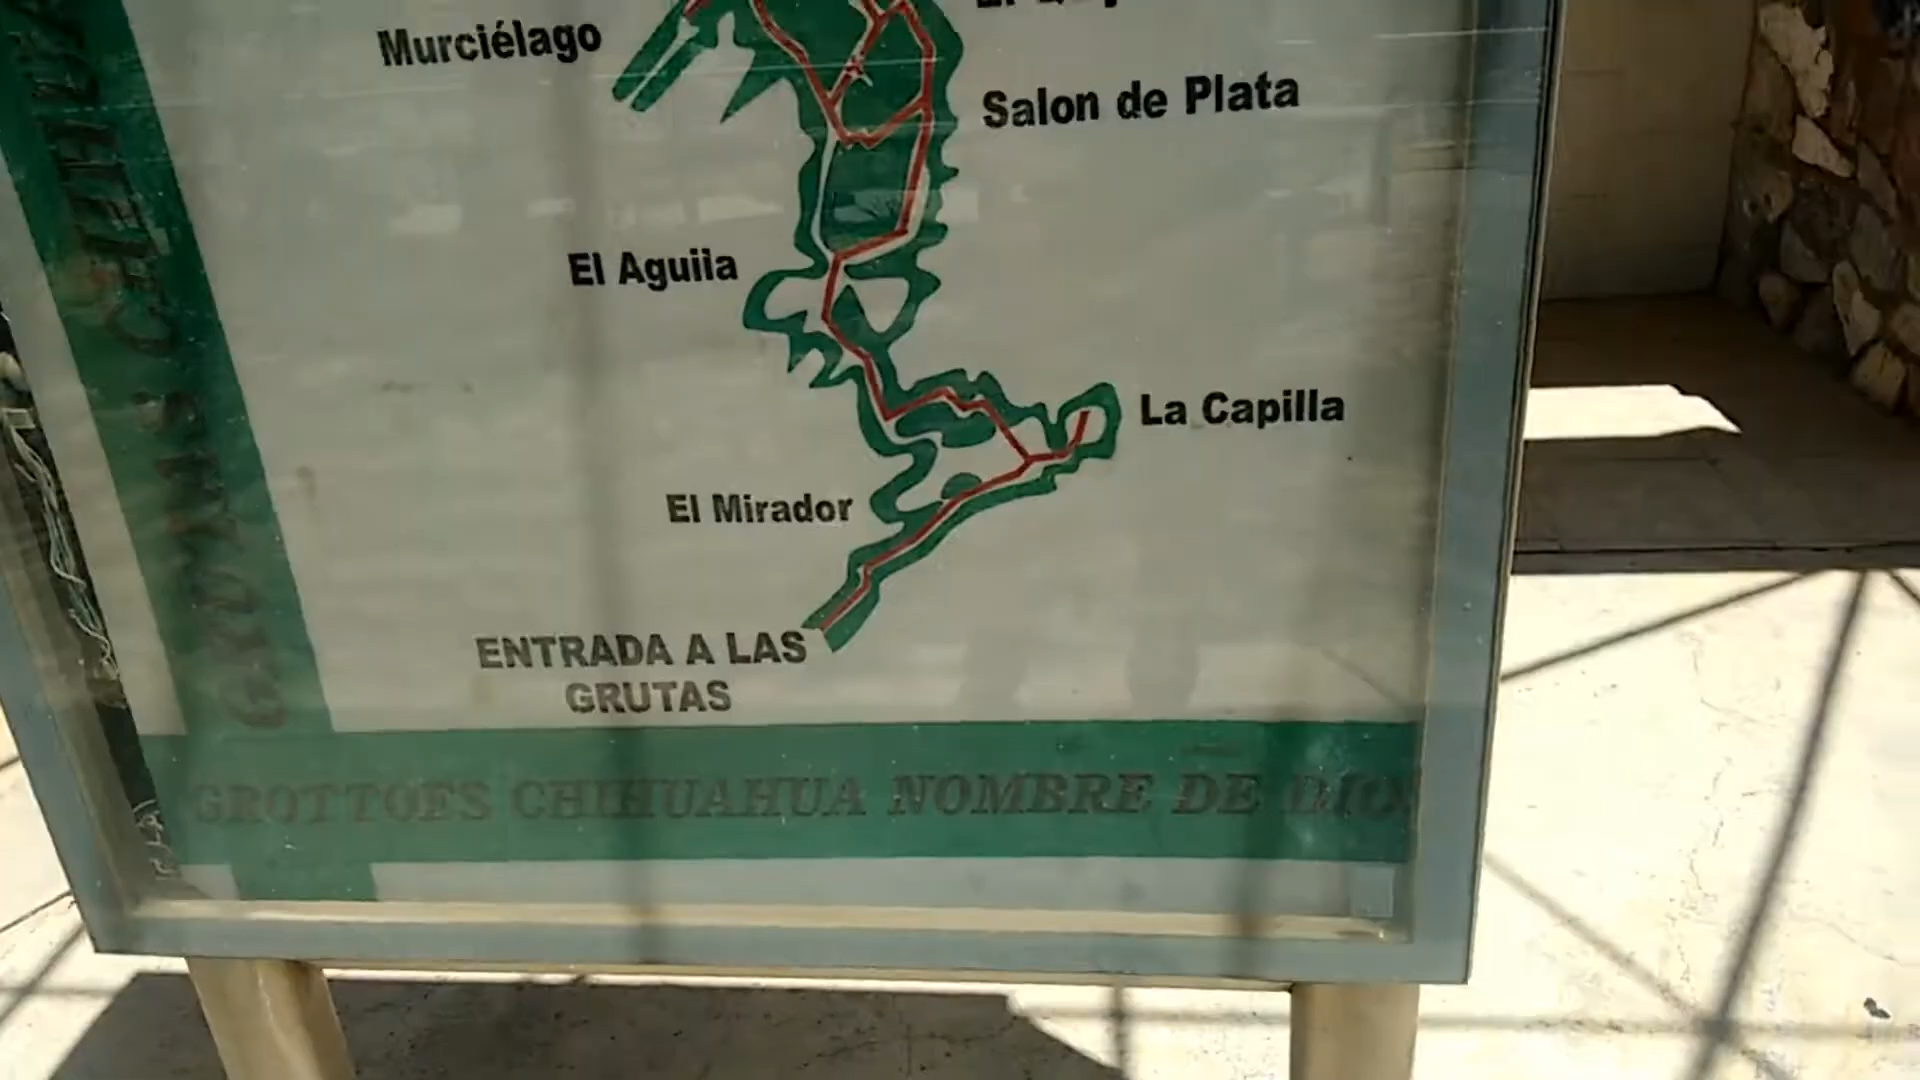 Murciélago
Salon de Plata
El Aguila
La Capilla
El Mirador
ENTRADA A LAS
GRUTAS
GROTTOES CHIHUAHUA NOMBRE DE DIOS